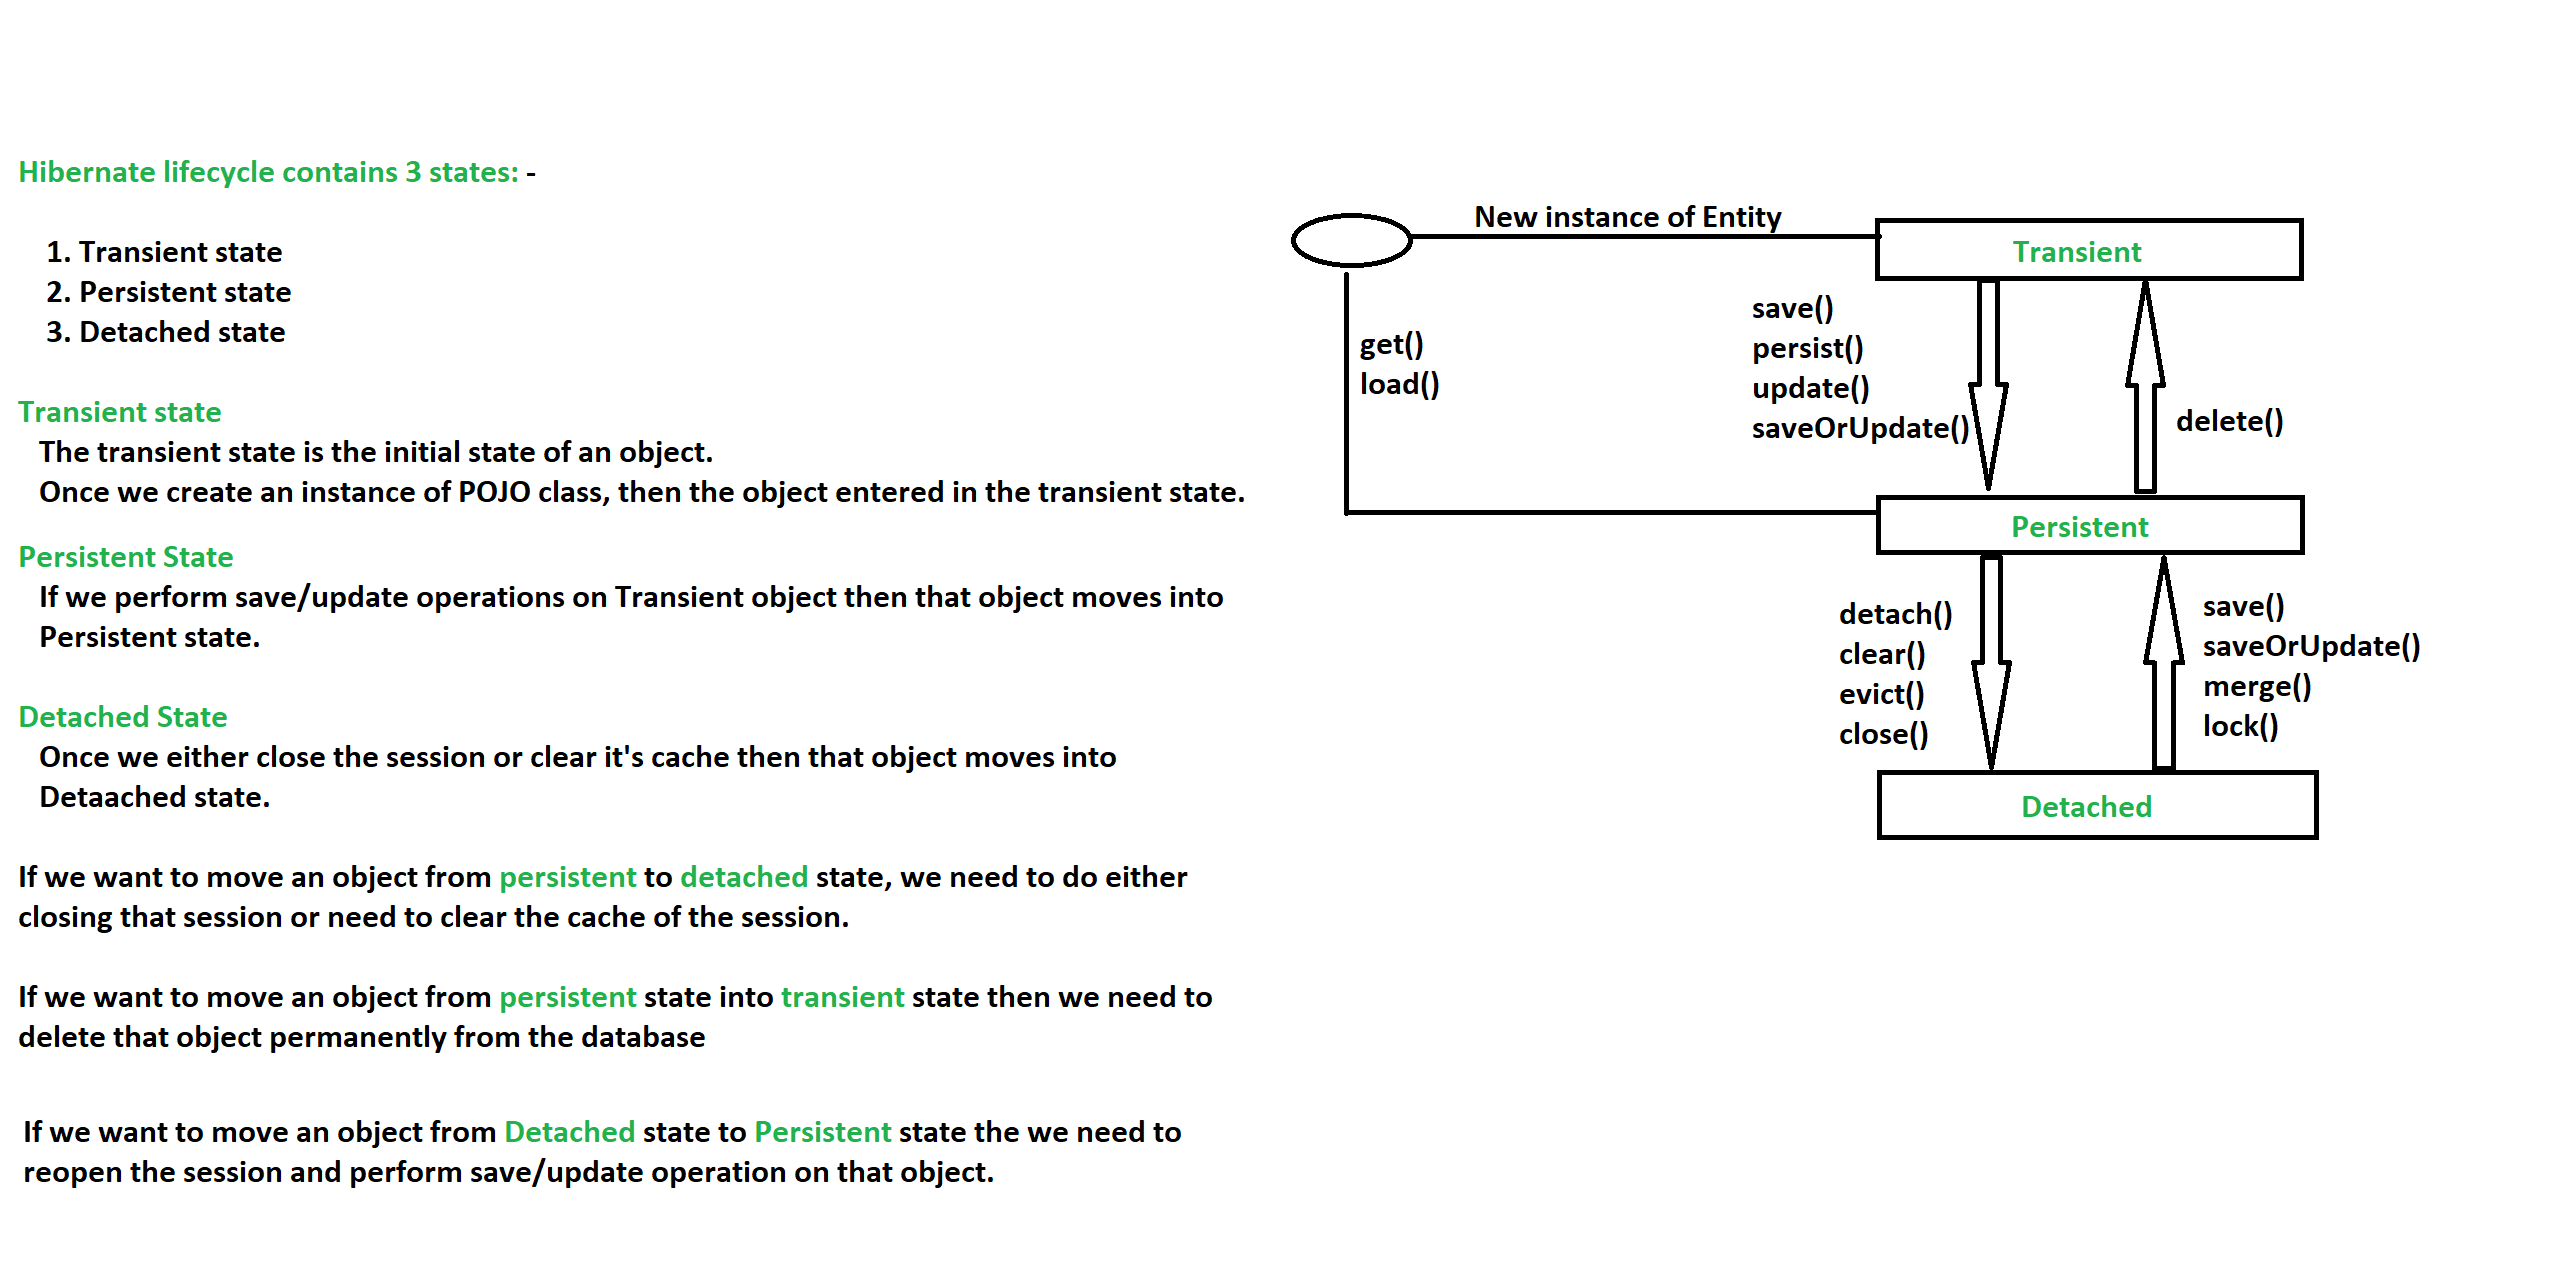 Hibernate lifecycle contains 3 states: -
1. Transient state
2. Persistent state
3. Detached state
Transient state
The transient state is the initial state of an object.
Once we create an instance of POJO class, then the object entered in the transient state.
Persistent State
If we perform save/update operations on Transient object then that object moves into
Persistent state.
Detached State
Once we either close the session or clear it's cache then that object moves into
Detaached state.
If we want to move an object from persistent to detached state, we need to do either
closing that session or need to clear the cache of the session.
If we want to move an object from persistent state into transient state then we need to
delete that object permanently from the database
If we want to move an object from Detached state to Persistent state the we need to
reopen the session and perform save/update operation on that object.
New instance of Entity
Transient
get()
load()
save()
persist()
update()
saveOrUpdate()
delete()
Persistent
detach()
clear()
evict()
close()
save()
saveOrUpdate()
merge()
lock()
Detached